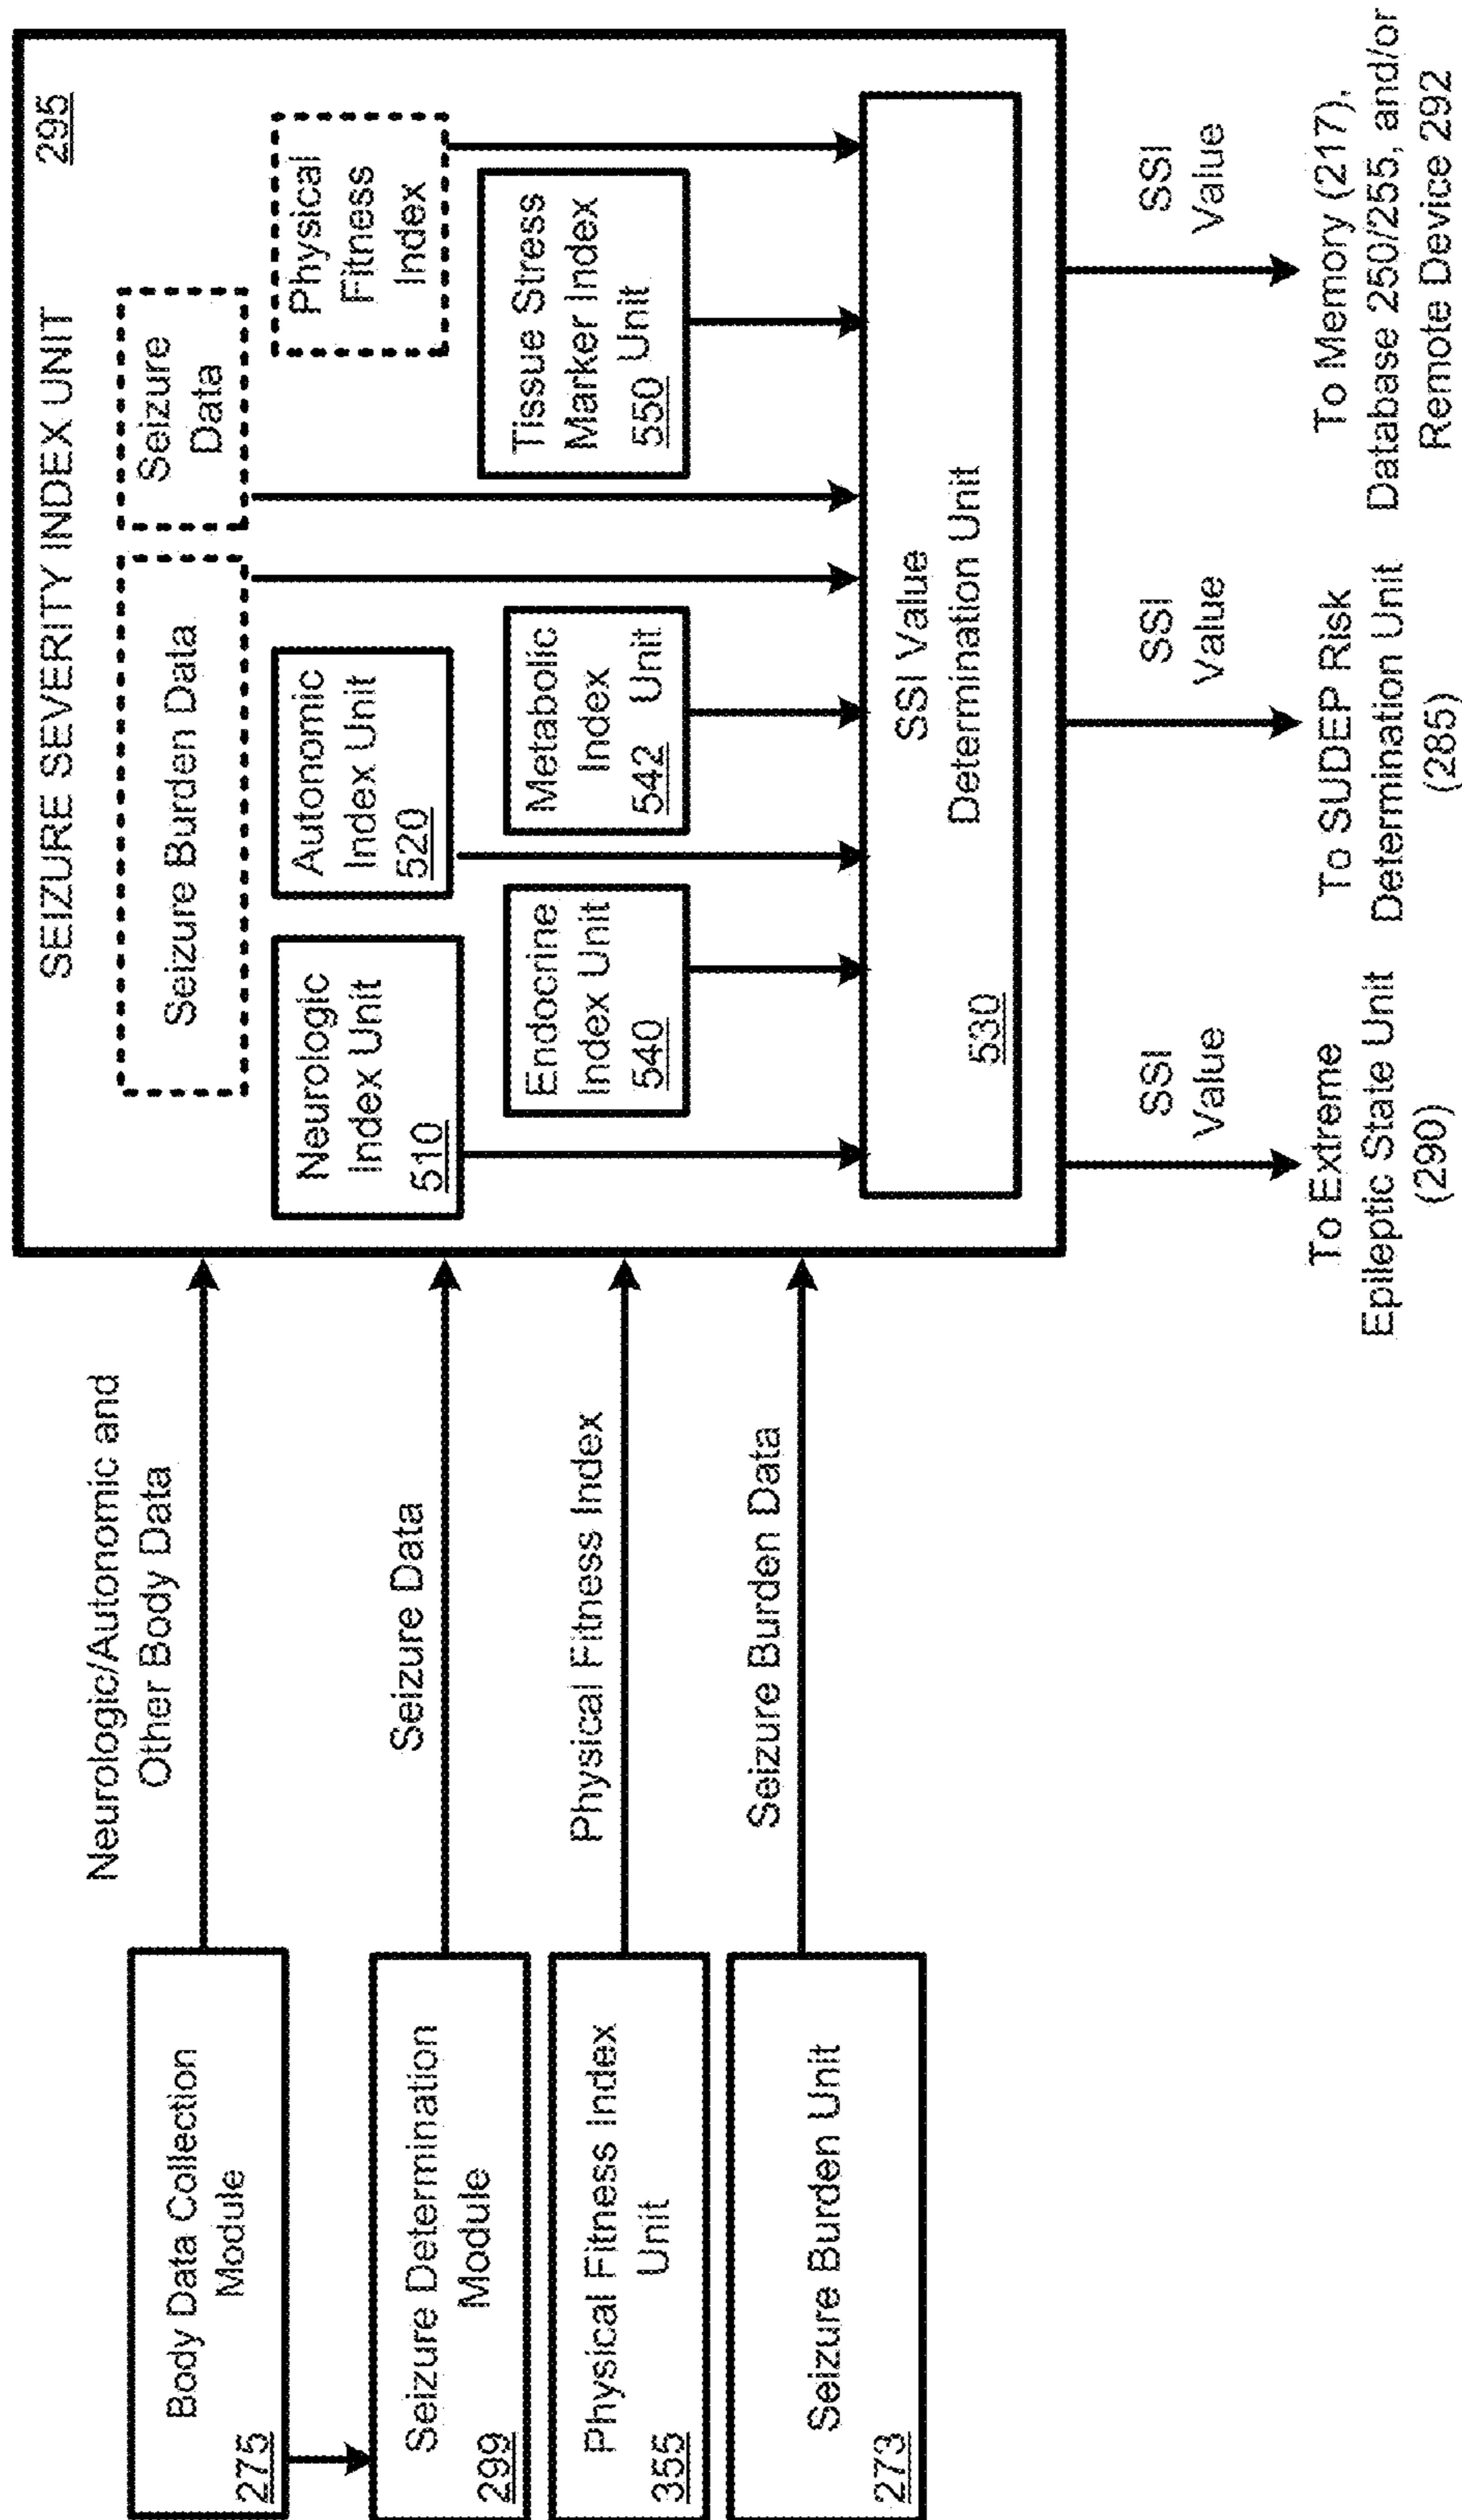 Body Data Collection
Module
275
Seizure Determination
Module
299
Physical Fitness Index
Unit
355
Seizure Burden Unit
273
Neurologic/Autonomic and
Other Body Data
Seizure Data
Physical Fitness Index
Seizure Burden Data
SEIZURE SEVERITY INDEX UNIT
295
Seizure Burden Data
Seizure
Data
Neurologic
Index Unit
510
Autonomic
Index Unit
520
Physical
Fitness
Index
Endocrine
Index Unit
540
Metabolic
Index
542 Unit
Tissue Stress
Marker Index
550 Unit
SSI Value
Determination Unit
530
SSI
Value
SSI
Value
SSI
Value
To Extreme
Epileptic State Unit
(290)
To SUDEP Risk
Determination Unit
(285)
To Memory (217),
Database 250/255, and/or
Remote Device 292